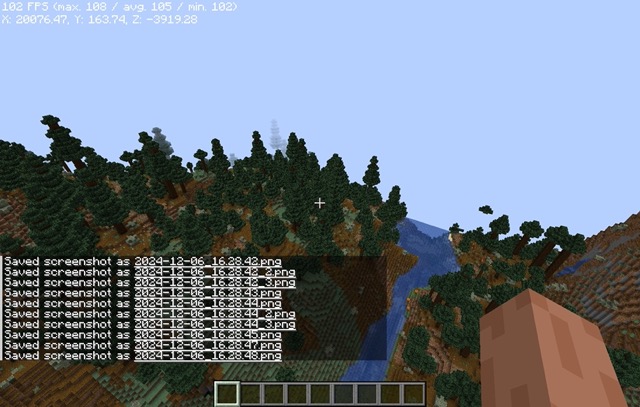 102 FPS (max. 108 / avg. 105 / min. 102)
X: 20076.47, Y: 163.74, Z: -3919.28
Saved screenshot as 2024-12-06_16.28.42.png
Saved screenshot as 2024-12-06_16.28.42_2.png
Saved screenshot as 2024-12-06_16.28.42_3.png
Saved screenshot as 2024-12-06_16.28.43.png
Saved screenshot as 2024-12-06_16.28.44.png
Saved screenshot as 2024-12-06_16.28.44_2.png
Saved screenshot as 2024-12-06_16.28.44_3.png
Saved screenshot as 2024-12-06_16.28.45.png
Saved screenshot as 2024-12-06_16.28.47.png
Saved screenshot as 2024-12-06_16.28.48.png